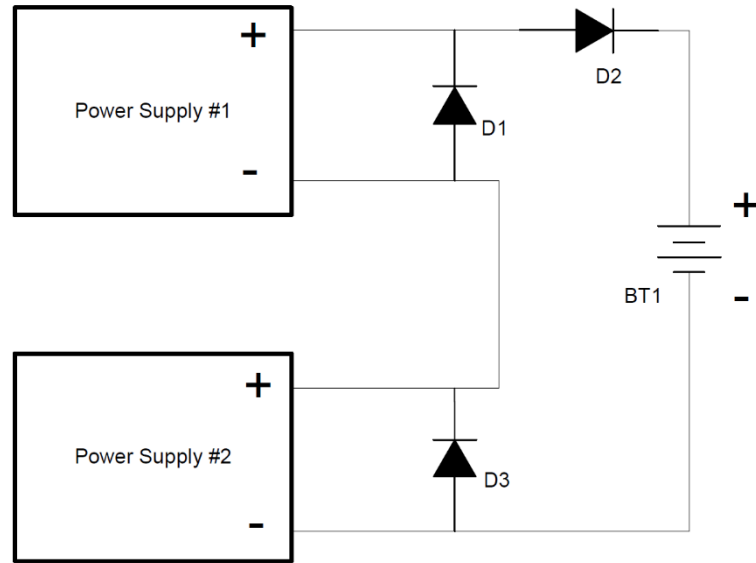 +
D2
Power Supply #1
D1
-
+
BT1
-
+
Power Supply #2
D3
-